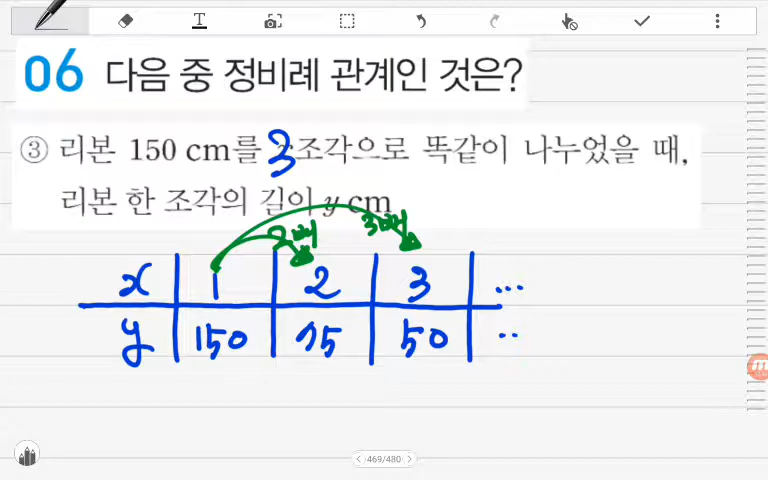 06 다음 중 정비례 관계인 것은?
③ 리본 150 cm를 3조각으로 똑같이 나누었을 때,
리본 한 조각의 길이 y cm
2배 3배
x 1 2 3 ...
y 150 75 50 ..
469/480